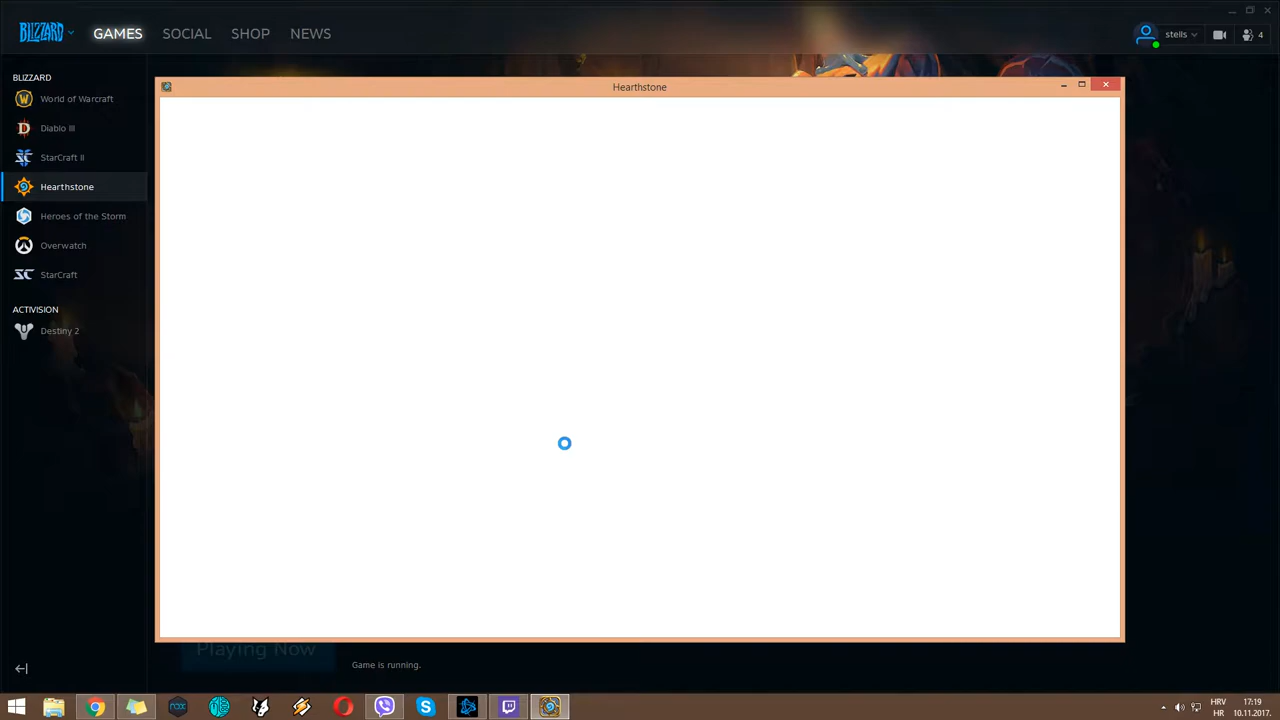 BLIZZARD
GAMES
SOCIAL
SHOP
NEWS
stells
4
BLIZZARD
World of Warcraft
Diablo III
StarCraft II
Hearthstone
Heroes of the Storm
Overwatch
StarCraft
ACTIVISION
Destiny 2
Hearthstone
Playing Now
Game is running.
nox
HRV
HR
17:19
10.11.2017.